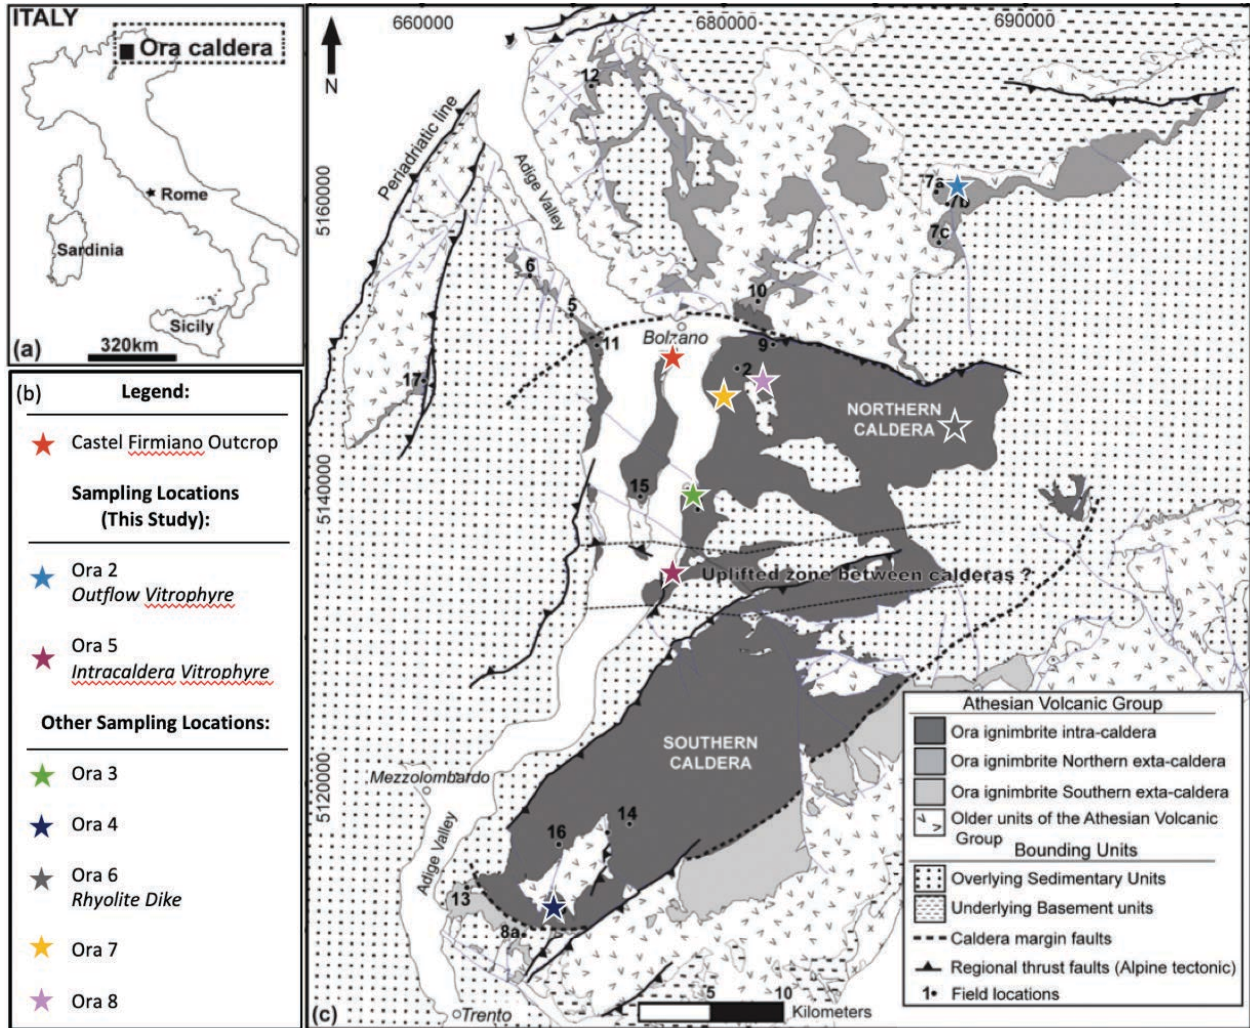 ITALY
Ora caldera
Rome
Sardinia
Sicily
320km
(a)
(b)
Legend:
Castel Firmiano Outcrop
Sampling Locations
(This Study):
Ora 2
Outflow Vitrophyre
Ora 5
Intracaldera Vitrophyre
Other Sampling Locations:
Ora 3
Ora 4
Ora 6
Rhyolite Dike
Ora 7
Ora 8
660000
680000
690000
N
5160000
5140000
5120000
Periadriatic line
Adige Valley
12
7a
7b
7c
6
5
10
11
Bolzano
9
2
17
NORTHERN
CALDERA
15
Uplifted zone between calderas ?
SOUTHERN
CALDERA
Mezzolombardo
Adige Valley
14
16
13
8a
Trento
(c)
5
10
Kilometers
Athesian Volcanic Group
Ora ignimbrite intra-caldera
Ora ignimbrite Northern exta-caldera
Ora ignimbrite Southern exta-caldera
Older units of the Athesian Volcanic
Group
Bounding Units
Overlying Sedimentary Units
Underlying Basement units
Caldera margin faults
Regional thrust faults (Alpine tectonic)
1
Field locations